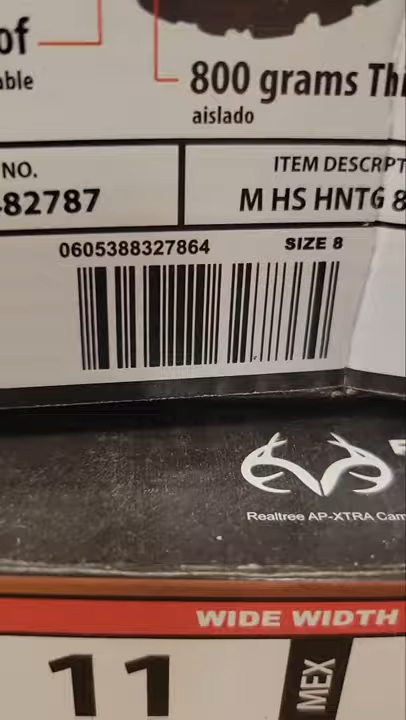 of
able
800 grams Thi
aislado
NO.
ITEM DESCRPT
82787
M HS HNTG 8
0605388327864
SIZE 8
Realtree AP-XTRA Cam
WIDE WIDTH
11
MEX